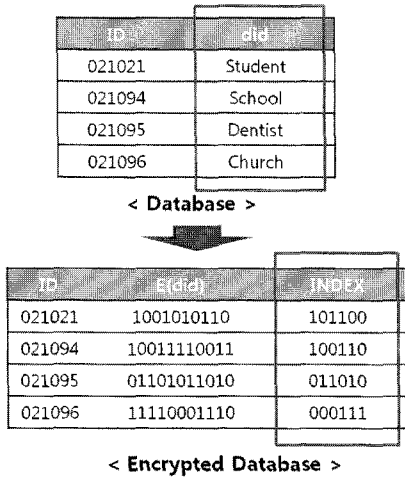 ID did
021021 Student
021094 School
021095 Dentist
021096 Church
< Database >
ID E(did) INDEX
021021 1001010110 101100
021094 10011110011 100110
021095 01101011010 011010
021096 11110001110 000111
< Encrypted Database >